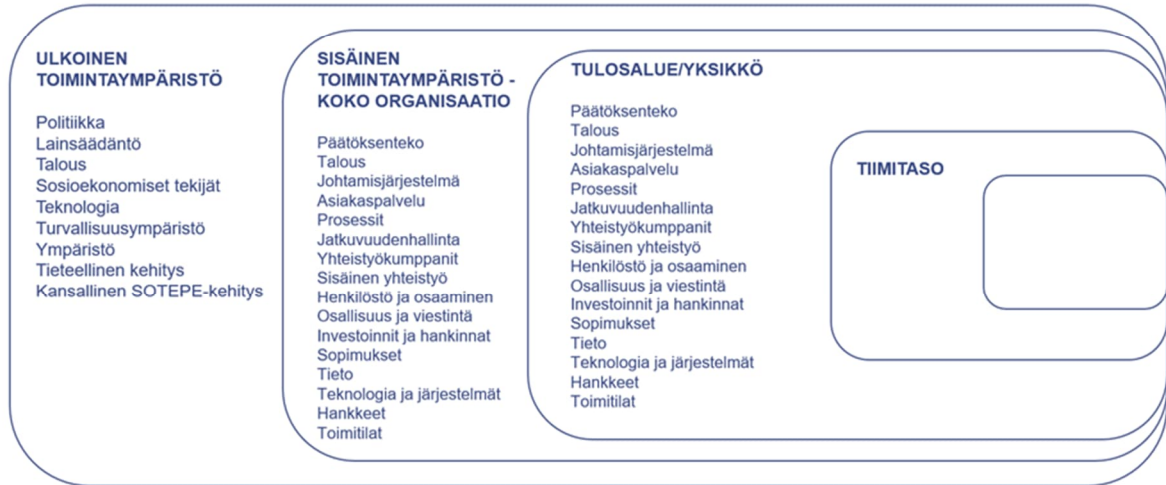 ULKOINEN
TOIMINTAYMPÄRISTÖ
Politiikka
Lainsäädäntö
Talous
Sosioekonomiset tekijät
Teknologia
Turvallisuusympäristö
Ympäristö
Tieteellinen kehitys
Kansallinen SOTEPE-kehitys
SISÄINEN
TOIMINTAYMPÄRISTÖ -
KOKO ORGANISAATIO
Päätöksenteko
Talous
Johtamisjärjestelmä
Asiakaspalvelu
Prosessit
Jatkuvuudenhallinta
Yhteistyökumppanit
Sisäinen yhteistyö
Henkilöstö ja osaaminen
Osallisuus ja viestintä
Investoinnit ja hankinnat
Sopimukset
Tieto
Teknologia ja järjestelmät
Hankkeet
Toimitilat
TULOSALUE/YKSIKKÖ
Päätöksenteko
Talous
Johtamisjärjestelmä
Asiakaspalvelu
Prosessit
Jatkuvuudenhallinta
Yhteistyökumppanit
Sisäinen yhteistyö
Henkilöstö ja osaaminen
Osallisuus ja viestintä
Investoinnit ja hankinnat
Sopimukset
Tieto
Teknologia ja järjestelmät
Hankkeet
Toimitilat
TIIMITASO